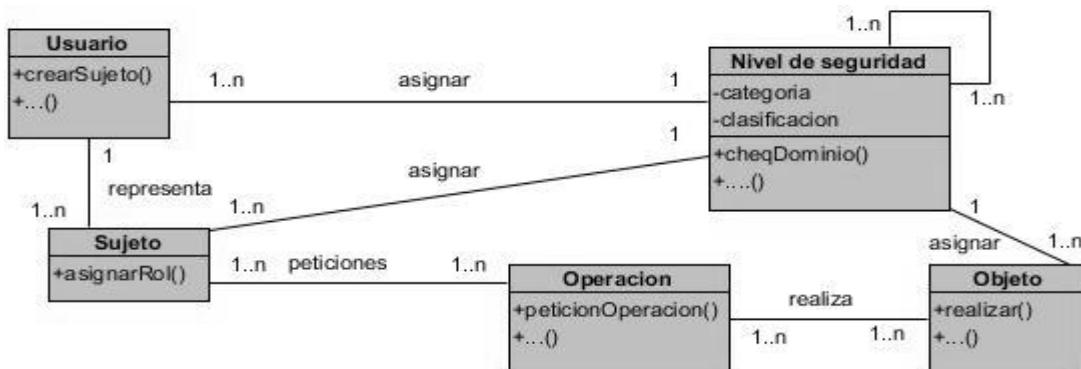 Usuario
+crearSujeto()
+...()
1..n
asignar
1
Nivel de seguridad
-categoria
-clasificacion
+cheqDominio()
+....()
1..n
1..n
1
representa
1..n
1..n
asignar
1
Sujeto
+asignarRol()
1..n
peticiones
1..n
Operacion
+peticionOperacion()
+...()
1..n
realiza
1..n
1
asignar
1..n
Objeto
+realizar()
+...()